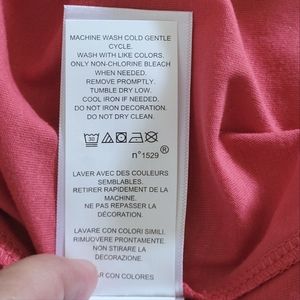 MACHINE WASH COLD GENTLE
CYCLE.
WASH WITH LIKE COLORS.
ONLY NON-CHLORINE BLEACH
WHEN NEEDED.
REMOVE PROMPTLY.
TUMBLE DRY LOW.
COOL IRON IF NEEDED.
DO NOT IRON DECORATION.
DO NOT DRY CLEAN.
30
n°1529®
LAVER AVEC DES COULEURS
SEMBLABLES.
RETIRER RAPIDEMENT DE LA
MACHINE.
NE PAS REPASSER LA
DÉCORATION.
LAVARE CON COLORI SIMILI.
RIMUOVERE PRONTAMENTE
NON STIRARE LA
DECORAZIONE.
AR CON COLORES